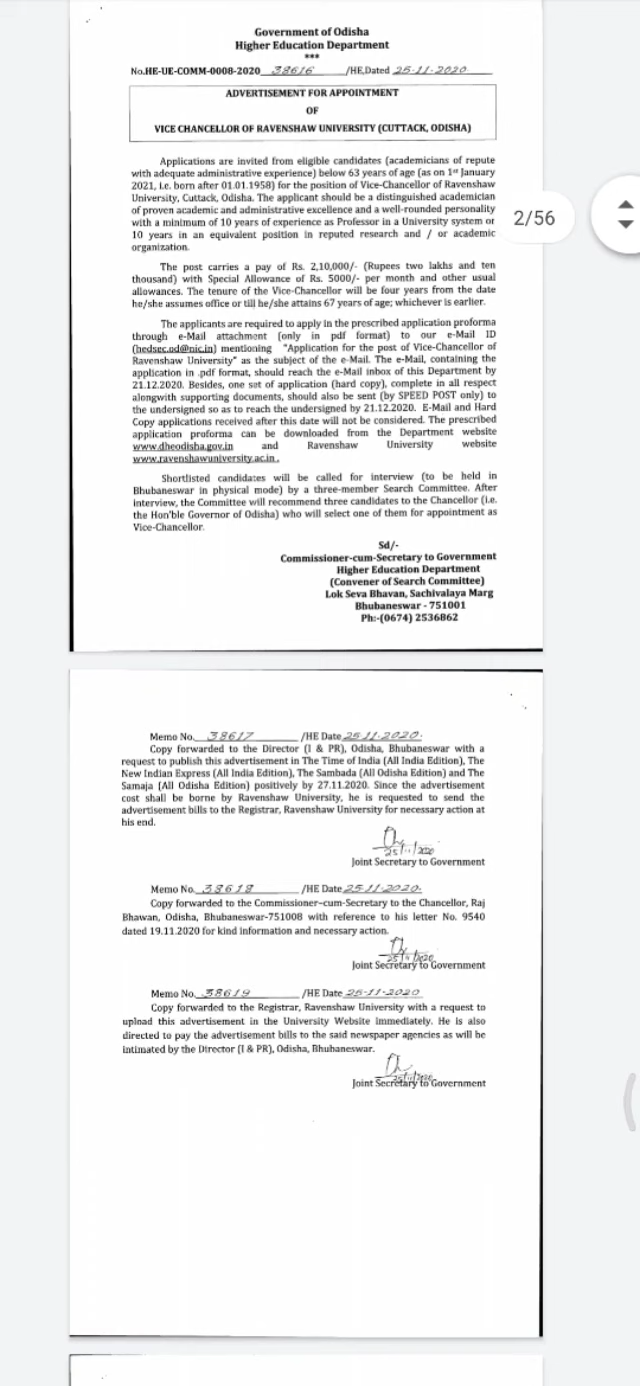 Government of Odisha
Higher Education Department
***
No.HE-UE-COMM-0008-2020 38616 /HE,Dated 25-11-2020
ADVERTISEMENT FOR APPOINTMENT
OF
VICE CHANCELLOR OF RAVENSHAW UNIVERSITY (CUTTACK, ODISHA)
Applications are invited from eligible candidates (academicians of repute
with adequate administrative experience) below 63 years of age (as on 1st January
2021, i.e. born after 01.01.1958) for the position of Vice-Chancellor of Ravenshaw
University, Cuttack, Odisha. The applicant should be a distinguished academician
of proven academic and administrative excellence and a well-rounded personality
with a minimum of 10 years of experience as Professor in a University system or
10 years in an equivalent position in reputed research and / or academic
organization.
2/56
The post carries a pay of Rs. 2,10,000/- (Rupees two lakhs and ten
thousand) with Special Allowance of Rs. 5000/- per month and other usual
allowances. The tenure of the Vice-Chancellor will be four years from the date
he/she assumes office or till he/she attains 67 years of age; whichever is earlier.
The applicants are required to apply in the prescribed application proforma
through e-Mail attachment (only in pdf format) to our e-Mail ID
(hedsec.od@nic.in) mentioning "Application for the post of Vice-Chancellor of
Ravenshaw University" as the subject of the e-Mail. The e-Mail, containing the
application in .pdf format, should reach the e-Mail inbox of this Department by
21.12.2020. Besides, one set of application (hard copy), complete in all respect
alongwith supporting documents, should also be sent (by SPEED POST only) to
the undersigned so as to reach the undersigned by 21.12.2020. E-Mail and Hard
Copy applications received after this date will not be considered. The prescribed
application proforma can be downloaded from the Department website
www.dheodisha.gov.in and Ravenshaw University website
www.ravenshawuniversity.ac.in .
Shortlisted candidates will be called for interview (to be held in
Bhubaneswar in physical mode) by a three-member Search Committee. After
interview, the Committee will recommend three candidates to the Chancellor (i.e.
the Hon'ble Governor of Odisha) who will select one of them for appointment as
Vice-Chancellor.
Sd/-
Commissioner-cum-Secretary to Government
Higher Education Department
(Convener of Search Committee)
Lok Seva Bhavan, Sachivalaya Marg
Bhubaneswar - 751001
Ph:-(0674) 2536862
Memo No. 38617 /HE Date 25-11-2020.
Copy forwarded to the Director (I & PR), Odisha, Bhubaneswar with a
request to publish this advertisement in The Time of India (All India Edition), The
New Indian Express (All India Edition), The Sambada (All Odisha Edition) and The
Samaja (All Odisha Edition) positively by 27.11.2020. Since the advertisement
cost shall be borne by Ravenshaw University, he is requested to send the
advertisement bills to the Registrar, Ravenshaw University for necessary action at
his end.
25/11/2020
Joint Secretary to Government
Memo No. 38618 /HE Date 25-11-2020.
Copy forwarded to the Commissioner-cum-Secretary to the Chancellor, Raj
Bhawan, Odisha, Bhubaneswar-751008 with reference to his letter No. 9540
dated 19.11.2020 for kind information and necessary action.
25/11/2020
Joint Secretary to Government
Memo No. 38619 /HE Date 25-11-2020
Copy forwarded to the Registrar, Ravenshaw University with a request to
upload this advertisement in the University Website immediately. He is also
directed to pay the advertisement bills to the said newspaper agencies as will be
intimated by the Director (I & PR), Odisha, Bhubaneswar.
25/11/2020
Joint Secretary to Government